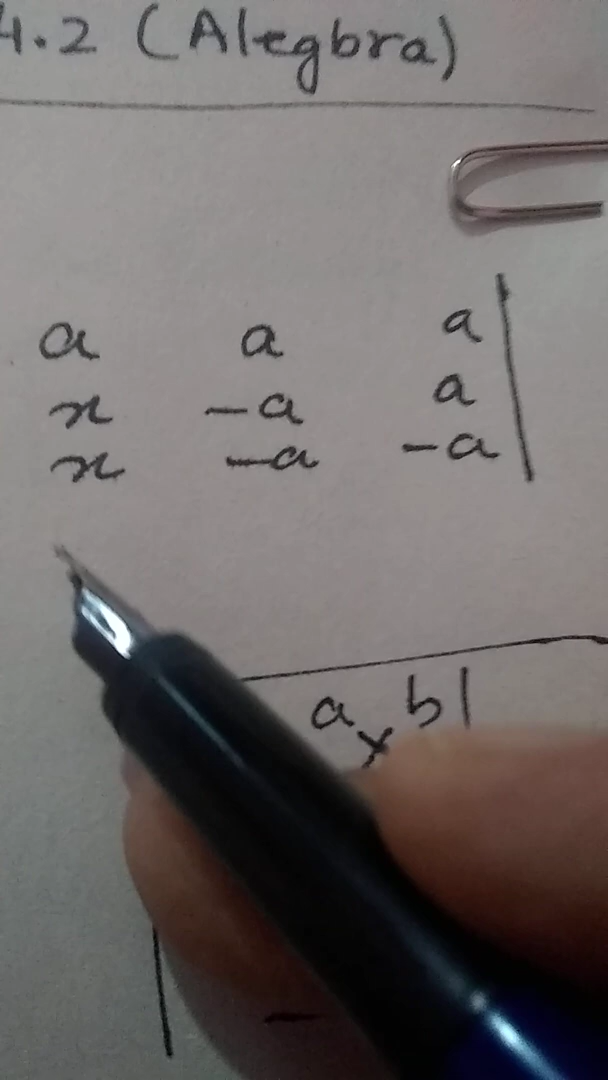 4.2 (Alegbra)
a a a
x -a a
x -a -a
a x b